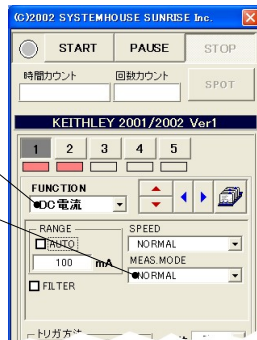 (C)2002 SYSTEMHOUSE SUNRISE Inc.
START PAUSE STOP
時間カウント 回数カウント
SPOT
KEITHLEY 2001/2002 Ver1
1 2 3 4 5
FUNCTION
DC電流
RANGE
AUTO
100 mA
FILTER
SPEED
NORMAL
MEAS.MODE
NORMAL
トリガ方法